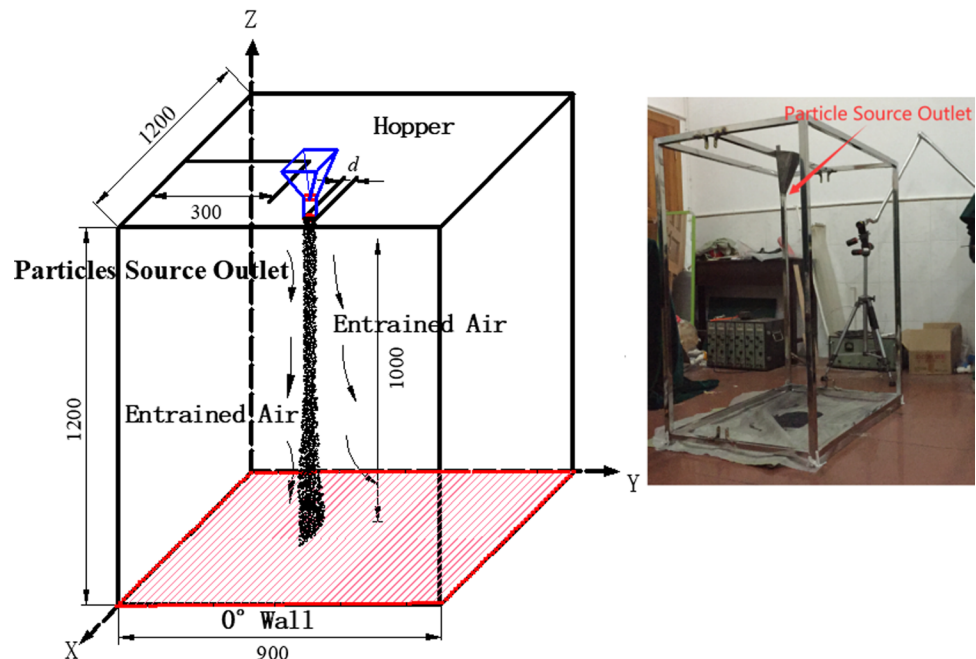 Z
1200
Hopper
d
300
Particles Source Outlet
Entrained Air
1000
Entrained Air
1200
Y
0° Wall
X
900
Particle Source Outlet